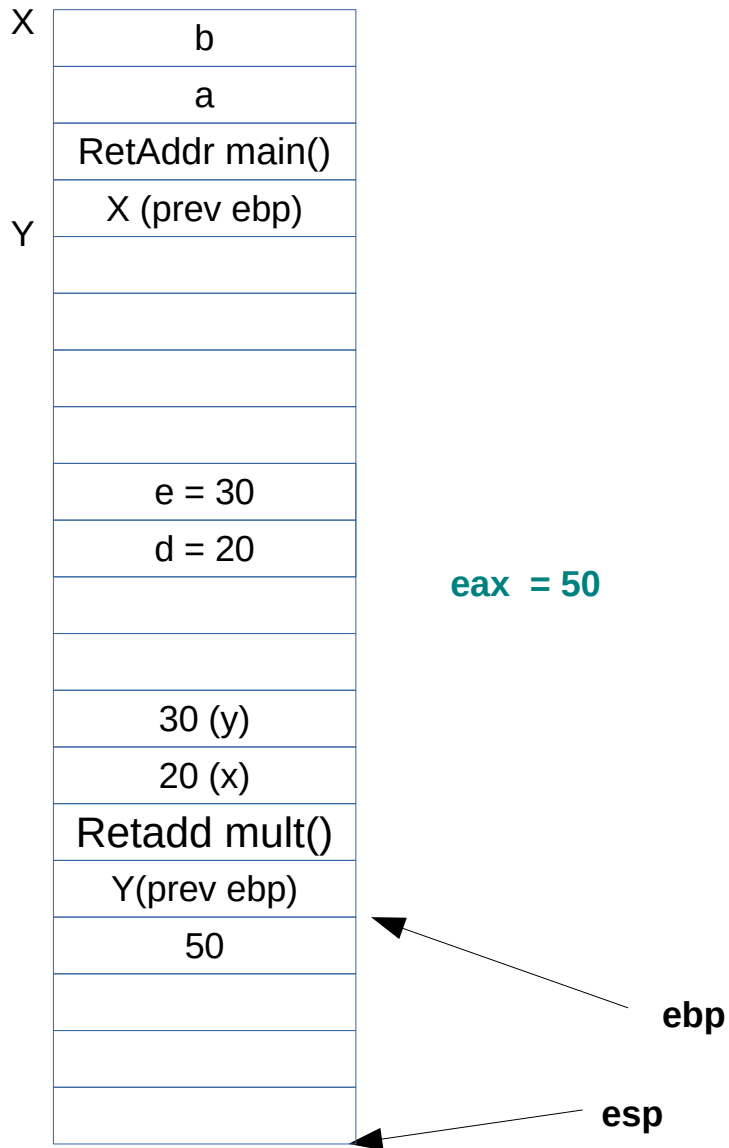 X
b
a
RetAddr main()
X (prev ebp)
Y
e = 30
d = 20
eax = 50
30 (y)
20 (x)
Retadd mult()
Y(prev ebp)
50
ebp
esp